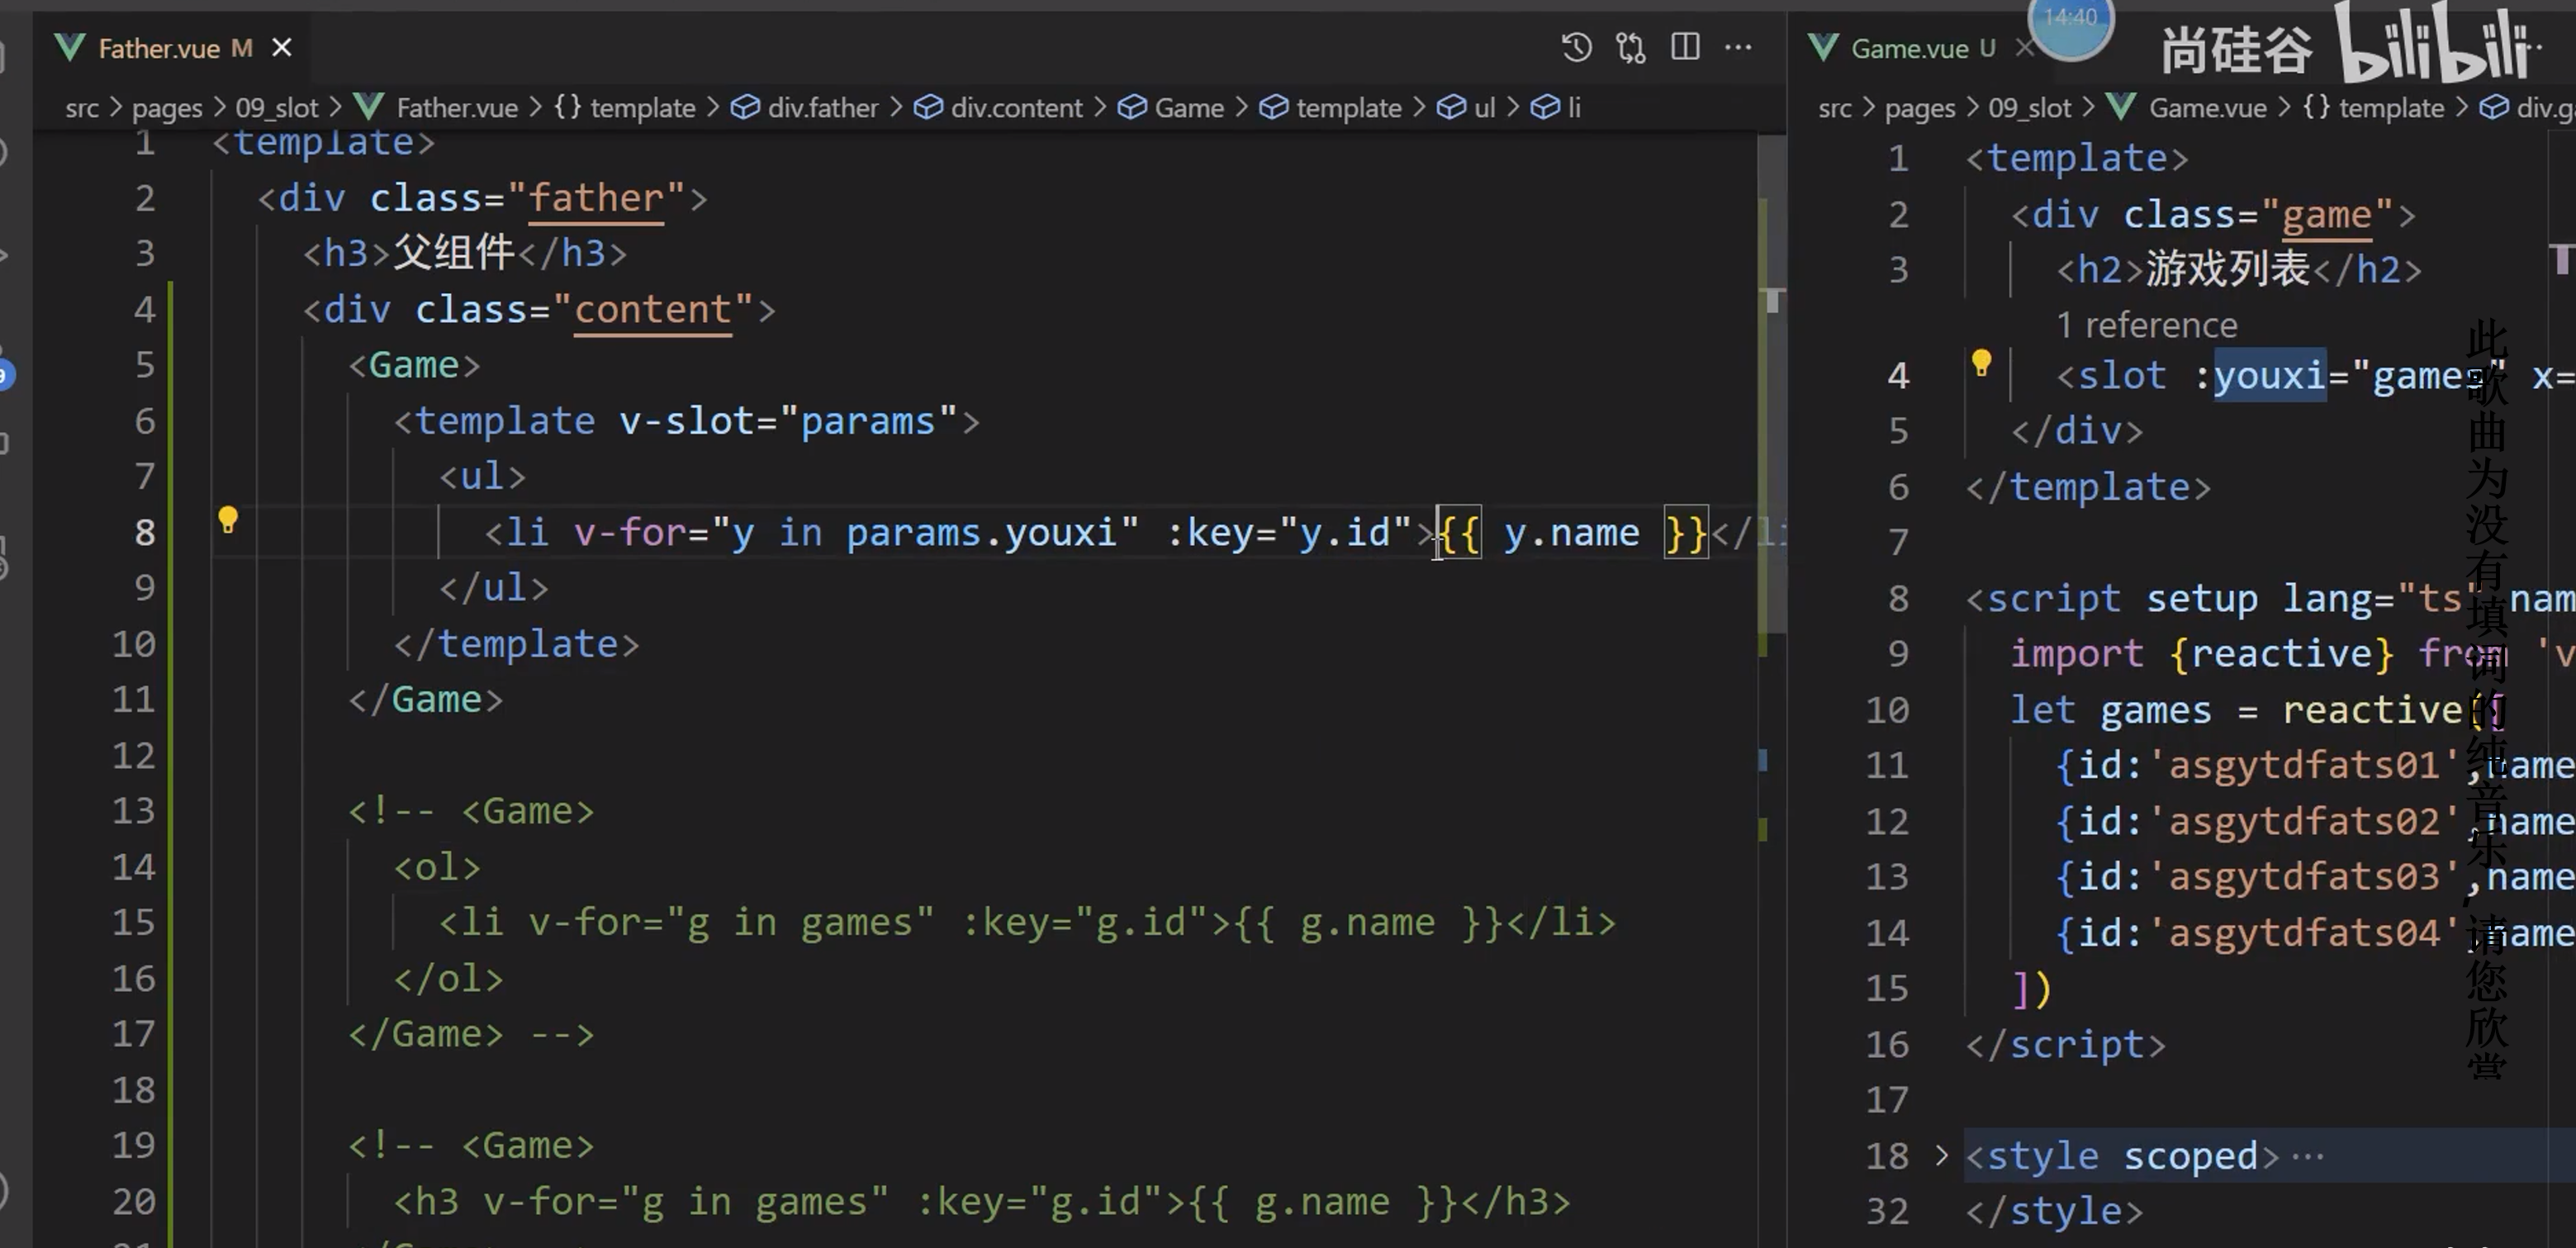 Father.vue M
src > pages > 09_slot > Father.vue > {} template > div.father > div.content > Game > template > ul > li
1 <template>
2 <div class="father">
3 <h3>父组件</h3>
4 <div class="content">
5 <Game>
6 <template v-slot="params">
7 <ul>
8 <li v-for="y in params.youxi" :key="y.id">{{ y.name }}</li
9 </ul>
10 </template>
11 </Game>
12
13 <!-- <Game>
14 <ol>
15 <li v-for="g in games" :key="g.id">{{ g.name }}</li>
16 </ol>
17 </Game> -->
18
19 <!-- <Game>
20 <h3 v-for="g in games" :key="g.id">{{ g.name }}</h3>
Game.vue U
14:40
尚硅谷 bilibili
src > pages > 09_slot > Game.vue > {} template > div.g
1 <template>
2 <div class="game">
3 <h2>游戏列表</h2>
1 reference
4 <slot :youxi="games" x=
5 </div>
6 </template>
7
8 <script setup lang="ts" nam
9 import {reactive} from 'v
10 let games = reactive([
11 {id:'asgytdfats01',name
12 {id:'asgytdfats02',name
13 {id:'asgytdfats03',name
14 {id:'asgytdfats04',name
15 ])
16 </script>
17
18 <style scoped> ···
32 </style>
此歌曲为没有填词的纯音乐，请您欣赏